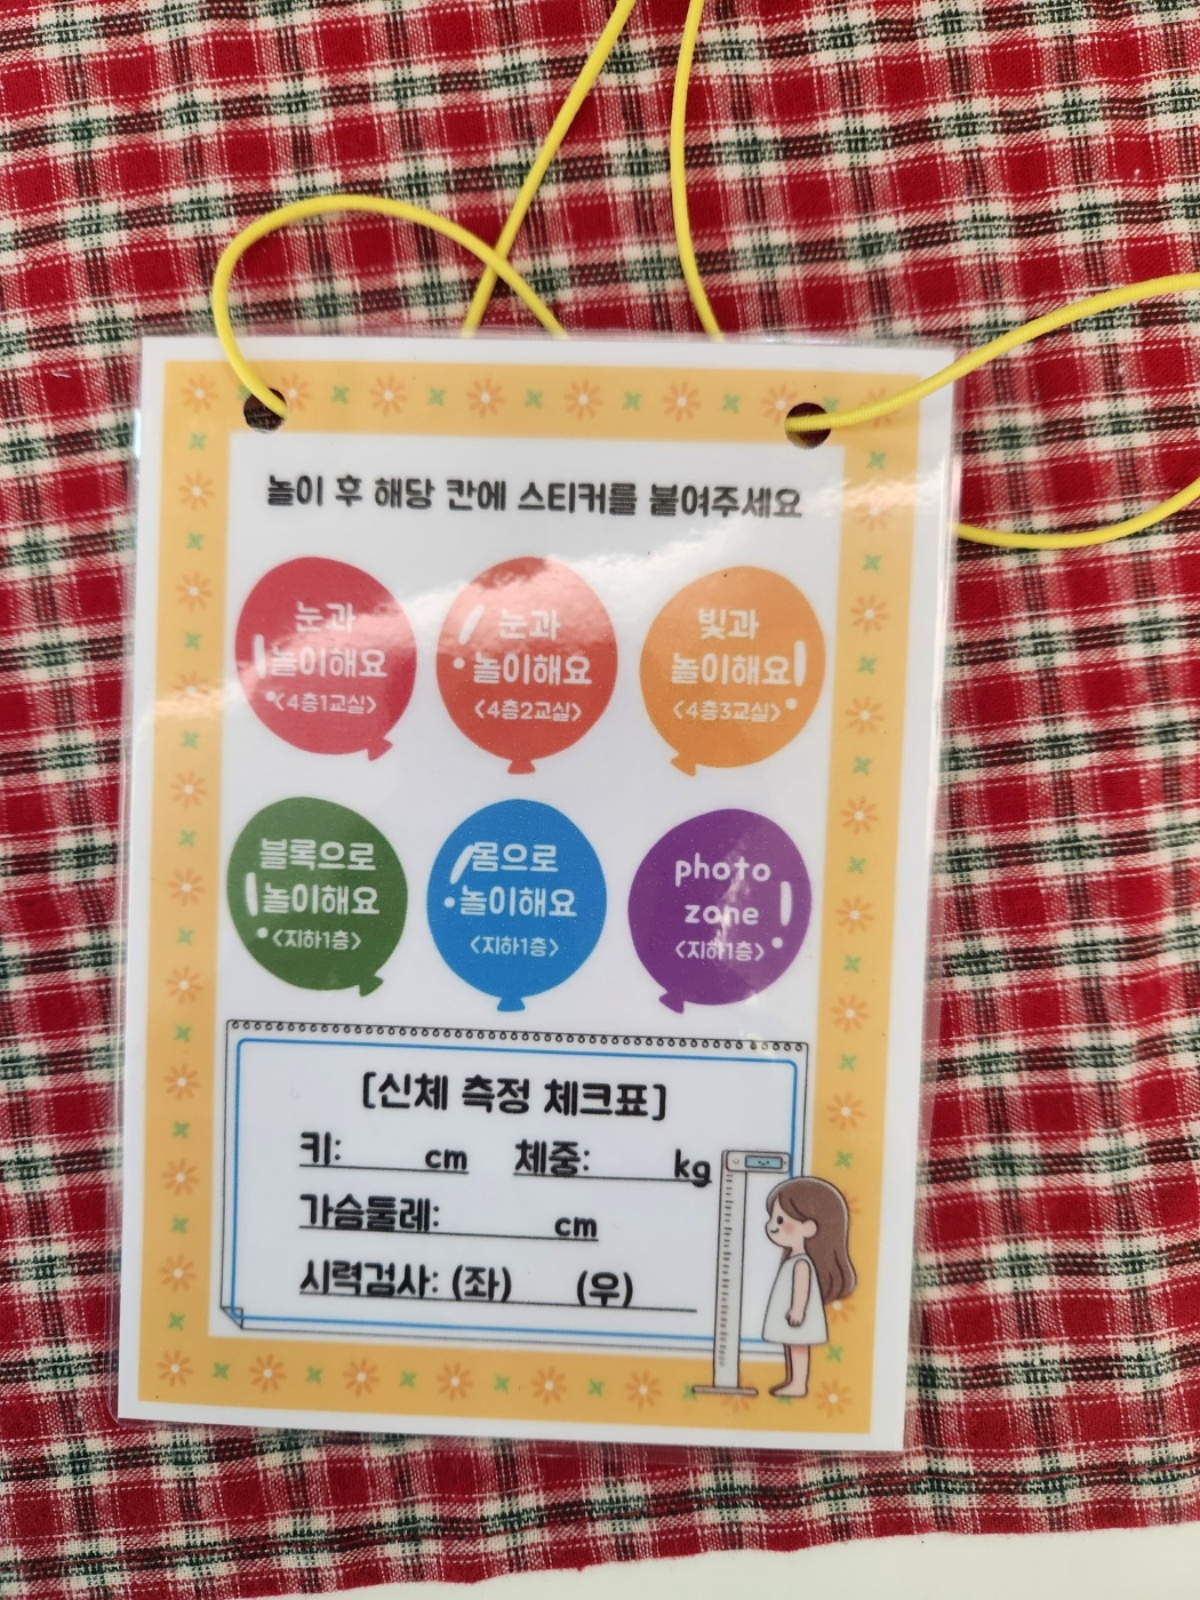 놀이 후 해당 칸에 스티커를 붙여주세요
눈과
놀이해요
<4층1교실>
눈과
놀이해요
<4층2교실>
빛과
놀이해요
<4층3교실>
블록으로
놀이해요
<지하1층>
몸으로
놀이해요
<지하1층>
photo
zone
<지하1층>
[신체 측정 체크표]
키: cm 체중: kg
가슴둘레: cm
시력검사: (좌) (우)